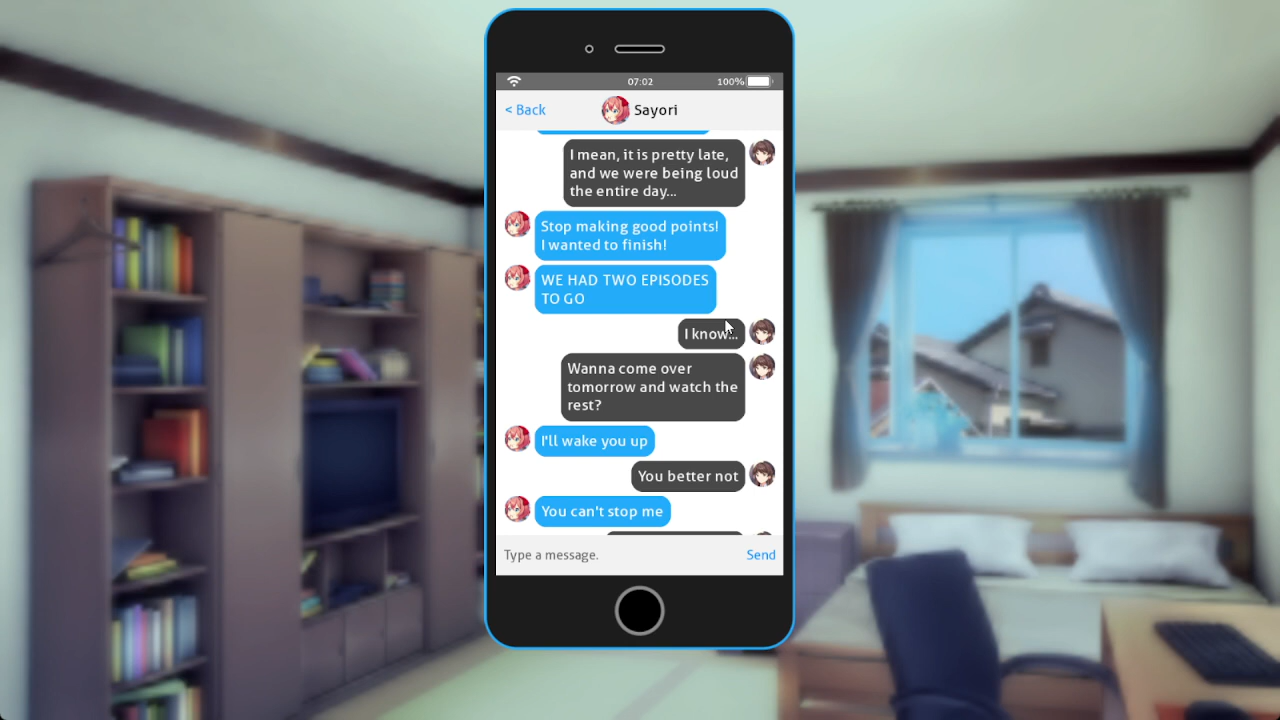 07:02
100%
< Back
Sayori
I mean, it is pretty late,
and we were being loud
the entire day...
Stop making good points!
I wanted to finish!
WE HAD TWO EPISODES
TO GO
I know...
Wanna come over
tomorrow and watch the
rest?
I'll wake you up
You better not
You can't stop me
Type a message.
Send